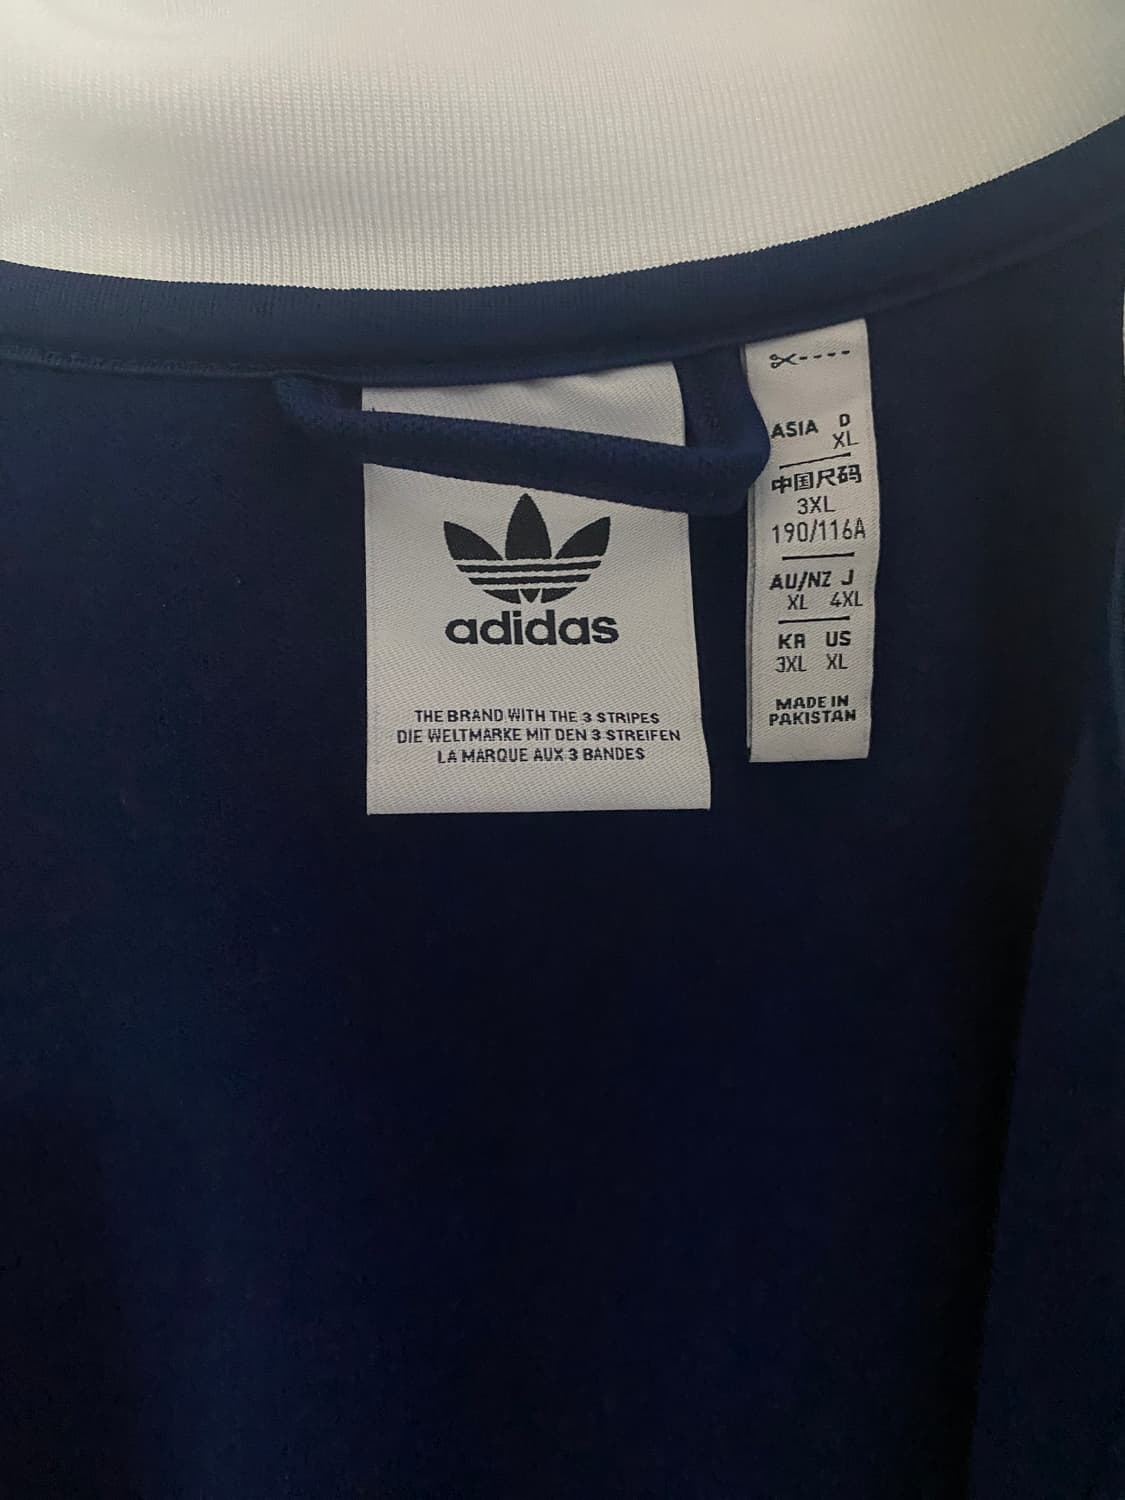 adidas
THE BRAND WITH THE 3 STRIPES
DIE WELTMARKE MIT DEN 3 STREIFEN
LA MARQUE AUX 3 BANDES
ASIA D
XL
中国尺码
3XL
190/116A
AU/NZ J
XL 4XL
KR US
3XL XL
MADE IN
PAKISTAN